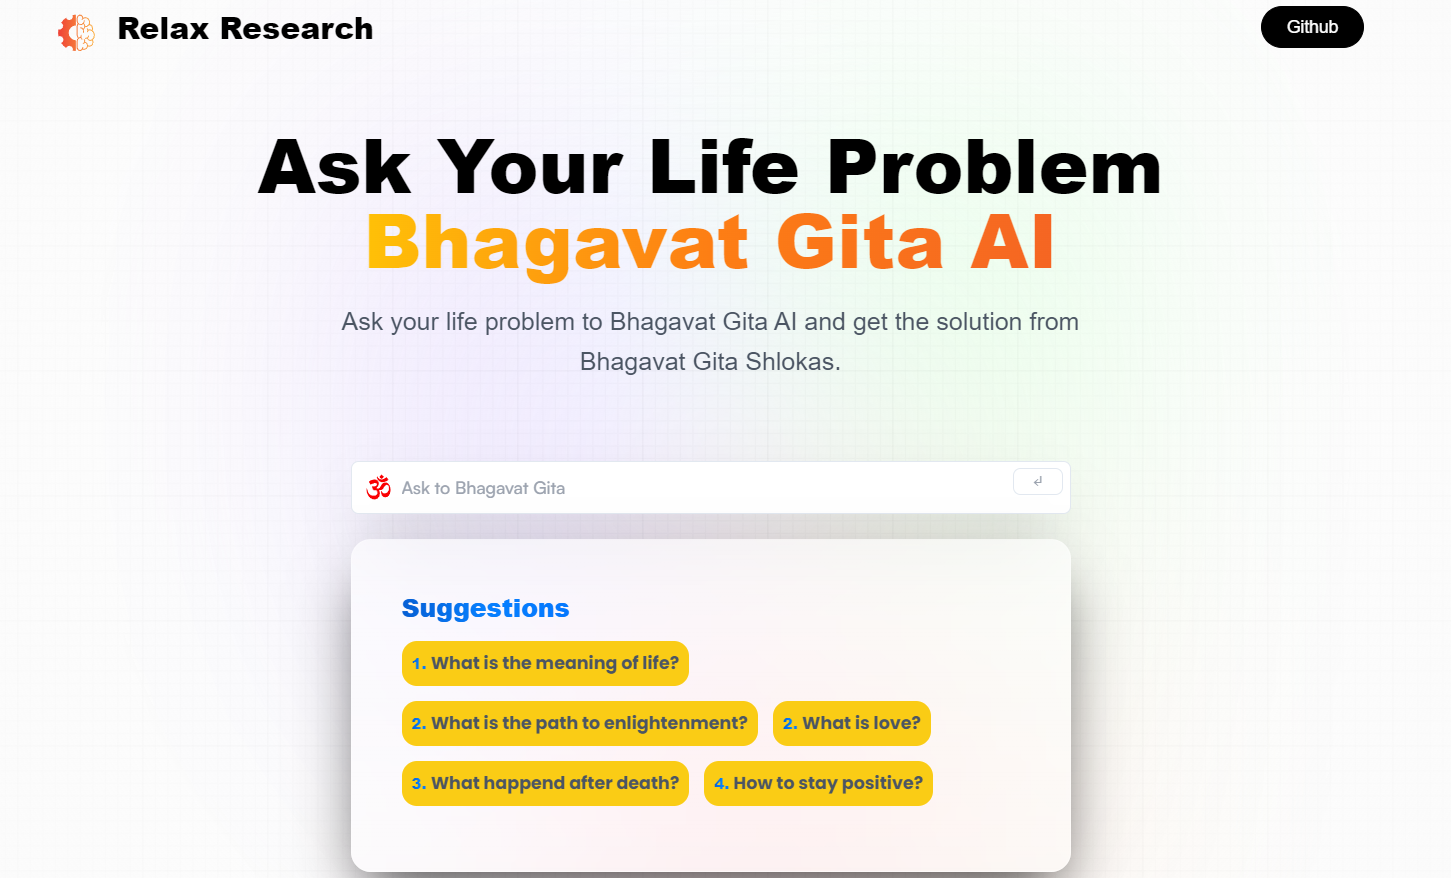 Relax Research
Github
Ask Your Life Problem
Bhagavat Gita AI
Ask your life problem to Bhagavat Gita AI and get the solution from
Bhagavat Gita Shlokas.
ॐ Ask to Bhagavat Gita
Suggestions
1. What is the meaning of life?
2. What is the path to enlightenment? 2. What is love?
3. What happend after death? 4. How to stay positive?